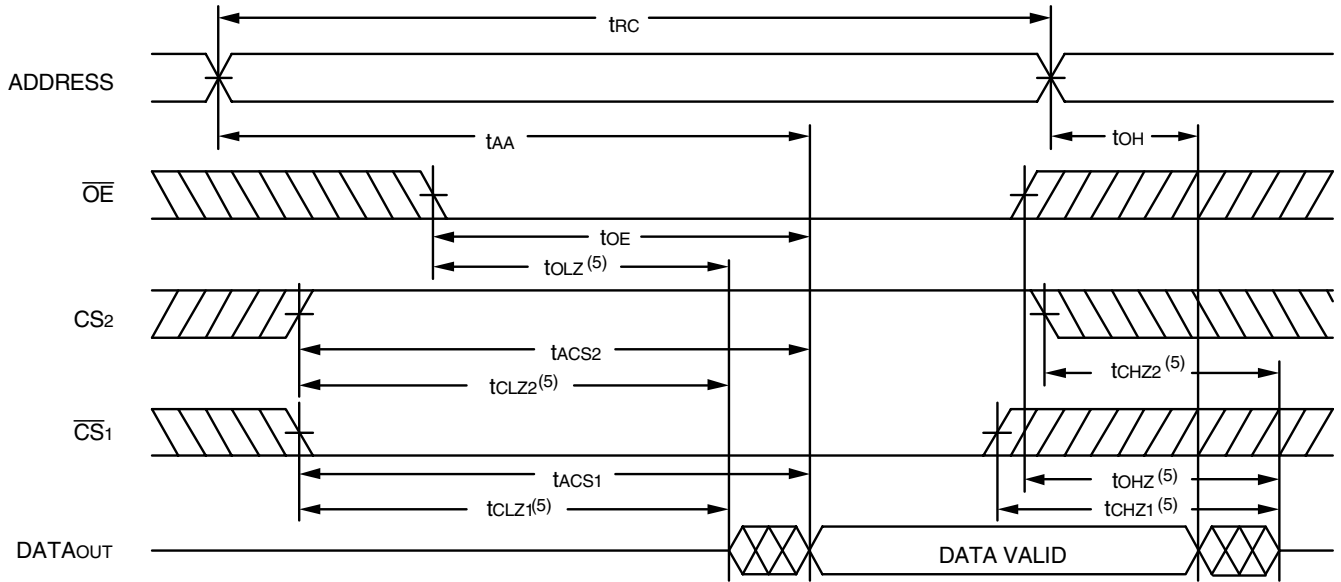 tRC
ADDRESS
tAA
tOH
OE
tOE
tOLZ (5)
CS2
tACS2
tCLZ2(5)
tCHZ2(5)
CS1
tACS1
tOHZ(5)
tCLZ1(5)
tCHZ1(5)
DATAOUT
DATA VALID